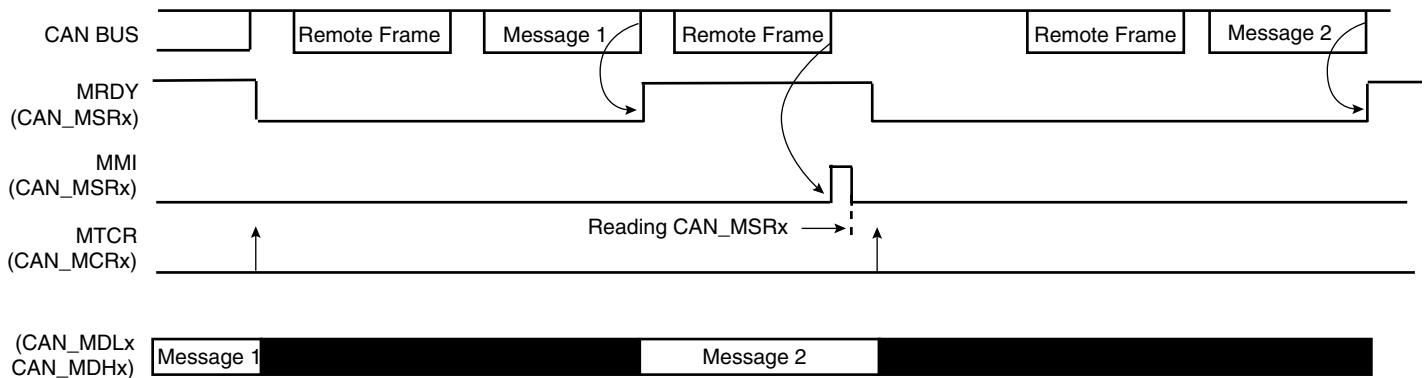 CAN BUS
Remote Frame
Message 1
Remote Frame
Remote Frame
Message 2
MRDY
(CAN_MSRx)
MMI
(CAN_MSRx)
Reading CAN_MSRx
MTCR
(CAN_MCRx)
(CAN_MDLx
CAN_MDHx)
Message 1
Message 2